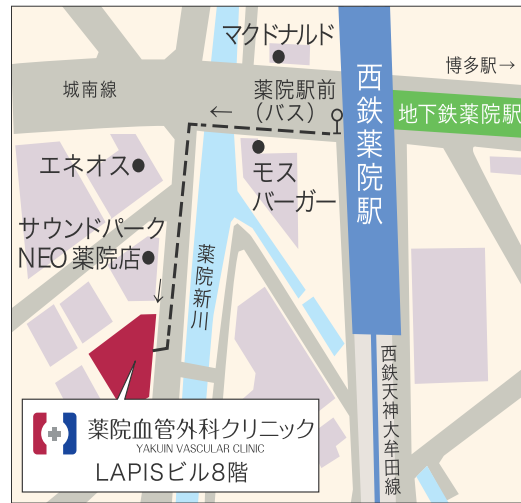 マクドナルド
博多駅→
城南線
薬院駅前
(バス)
←
西鉄薬院駅
地下鉄薬院駅
エネオス
モス
バーガー
サウンドパーク
NEO薬院店
薬院新川
↓
西鉄天神大牟田線
薬院血管外科クリニック
YAKUIN VASCULAR CLINIC
LAPISビル8階